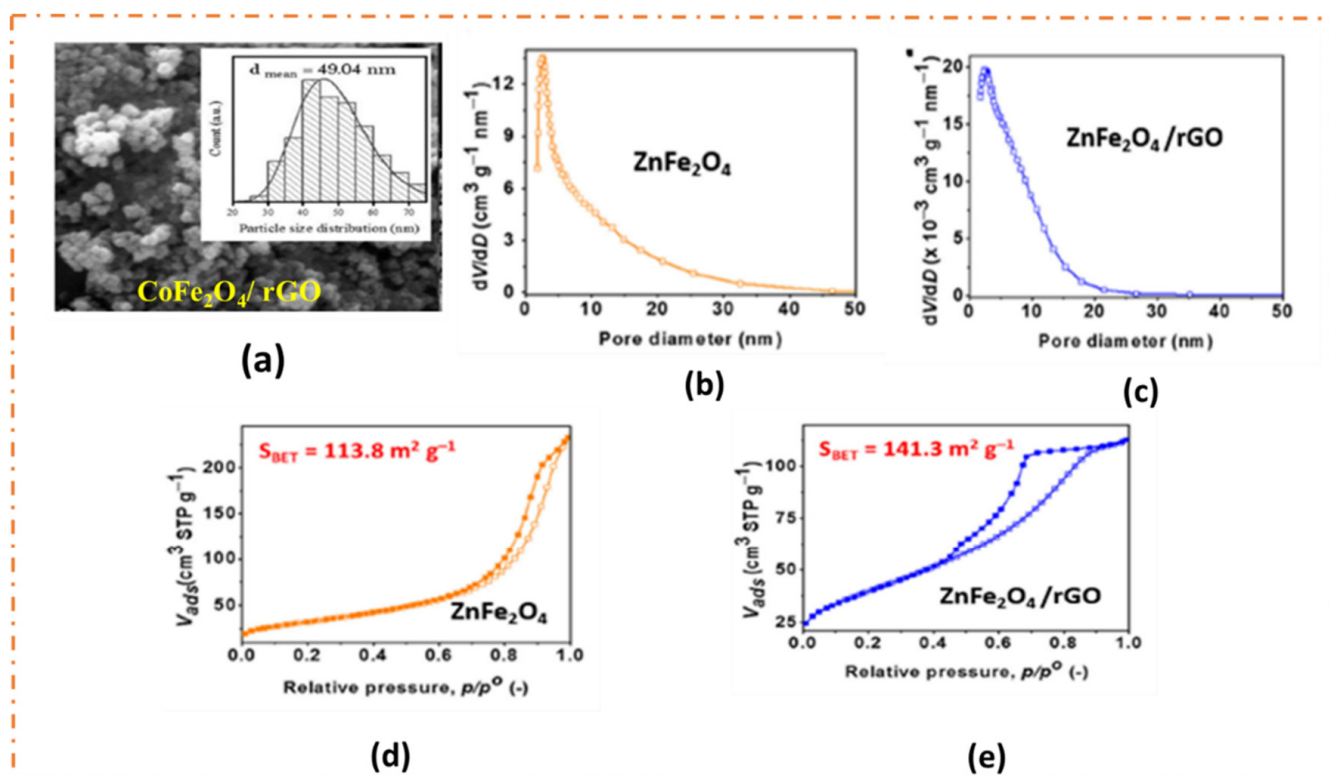 d mean = 49.04 nm
Count (a.u.)
20 30 40 50 60 70
Particle size distribution (nm)
CoFe₂O₄/ rGO
(a)
dV/dD (cm³ g⁻¹ nm⁻¹)
12
9
6
3
0
ZnFe₂O₄
0 10 20 30 40 50
Pore diameter (nm)
(b)
dV/dD (x 10⁻³ cm³ g⁻¹ nm⁻¹)
20
15
10
5
0
ZnFe₂O₄/rGO
0 10 20 30 40 50
Pore diameter (nm)
(c)
S_BET = 113.8 m² g⁻¹
V_ads(cm³ STP g⁻¹)
200
150
100
50
ZnFe₂O₄
0.0 0.2 0.4 0.6 0.8 1.0
Relative pressure, p/p⁰ (-)
(d)
S_BET = 141.3 m² g⁻¹
V_ads (cm³ STP g⁻¹)
100
75
50
25
ZnFe₂O₄/rGO
0.0 0.2 0.4 0.6 0.8 1.0
Relative pressure, p/p⁰ (-)
(e)